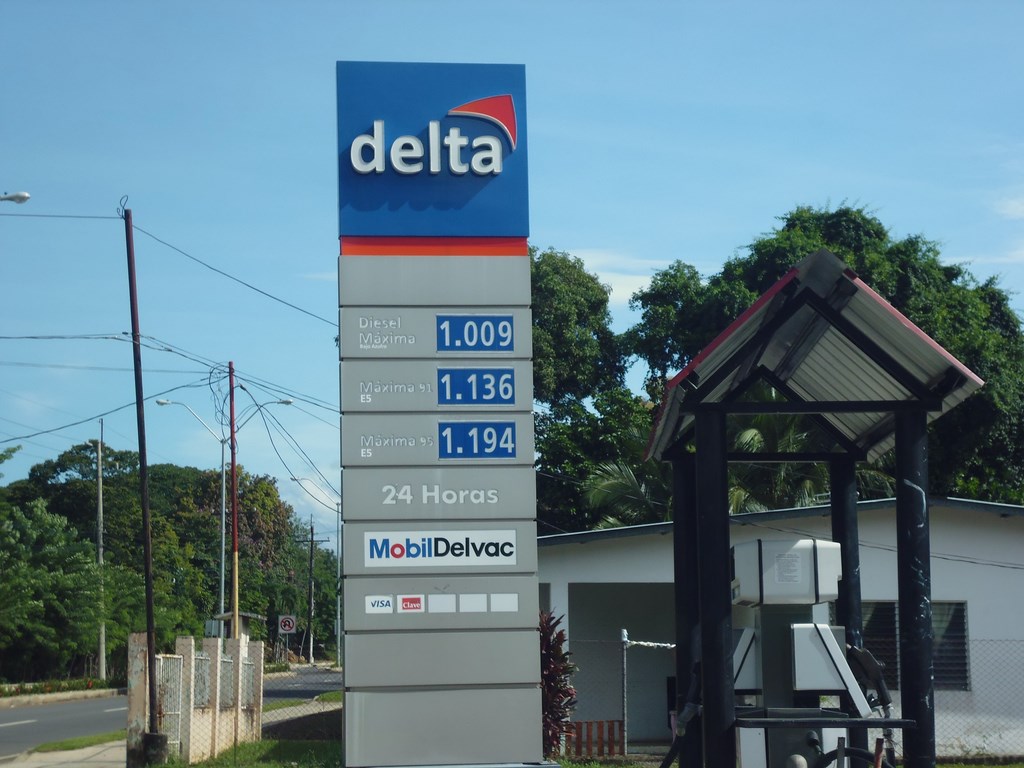 delta
Diesel
Máxima
1.009
Máxima 91
E5
1.136
Máxima 95
E5
1.194
24 Horas
MobilDelvac
VISA
Clave